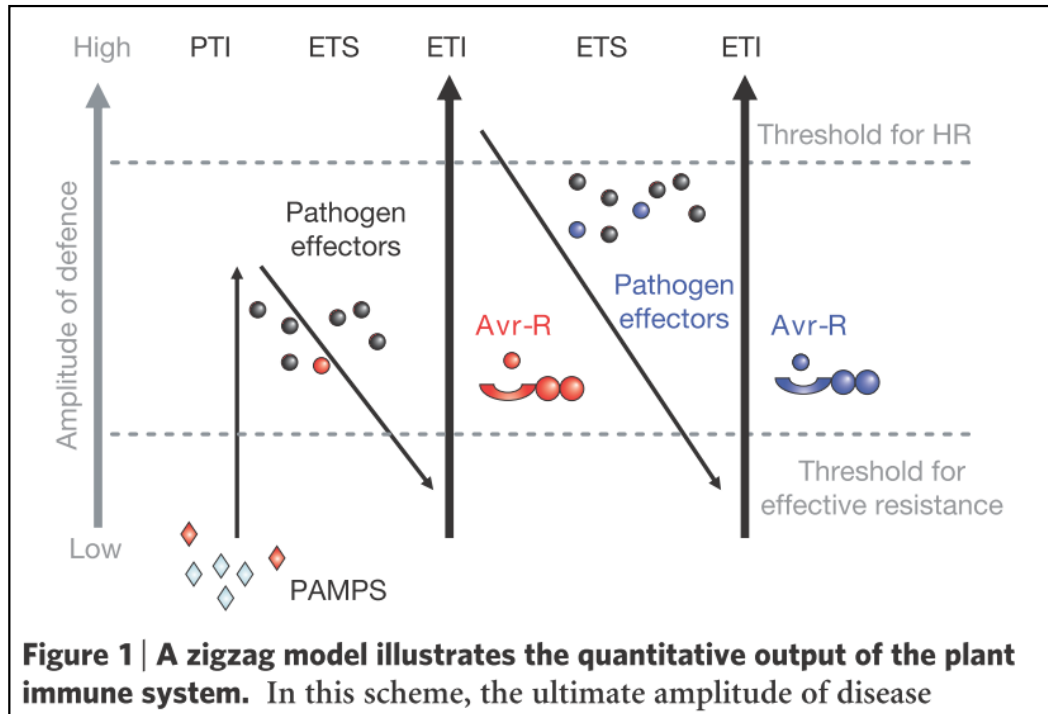 High PTI ETS ETI ETS ETI
Threshold for HR
Pathogen
effectors
Amplitude of defence
Pathogen
effectors
Avr-R
Avr-R
Threshold for
effective resistance
Low
PAMPS
Figure 1 | A zigzag model illustrates the quantitative output of the plant
immune system. In this scheme, the ultimate amplitude of disease